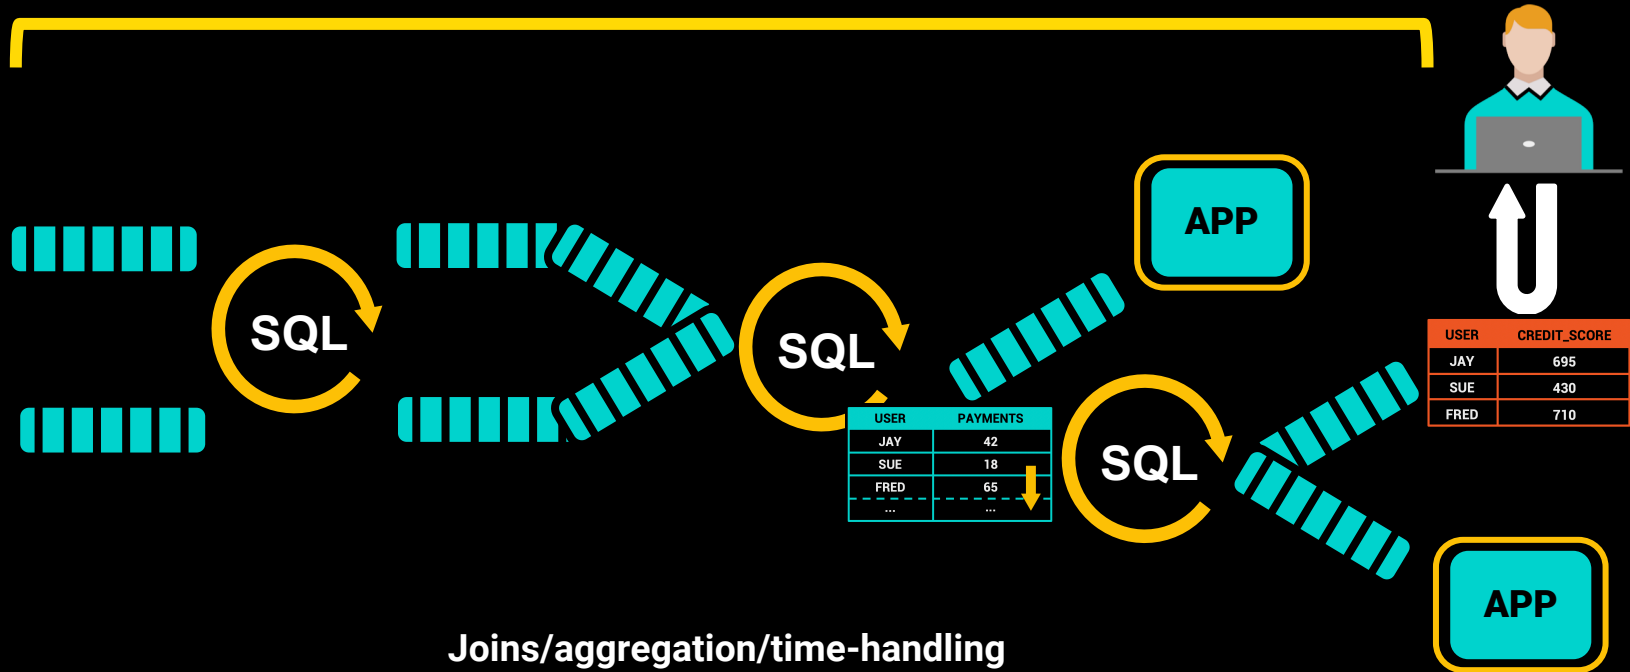 APP
SQL
SQL
SQL
USER CREDIT_SCORE
JAY 695
SUE 430
FRED 710
USER PAYMENTS
JAY 42
SUE 18
FRED 65
... ...
APP
Joins/aggregation/time-handling